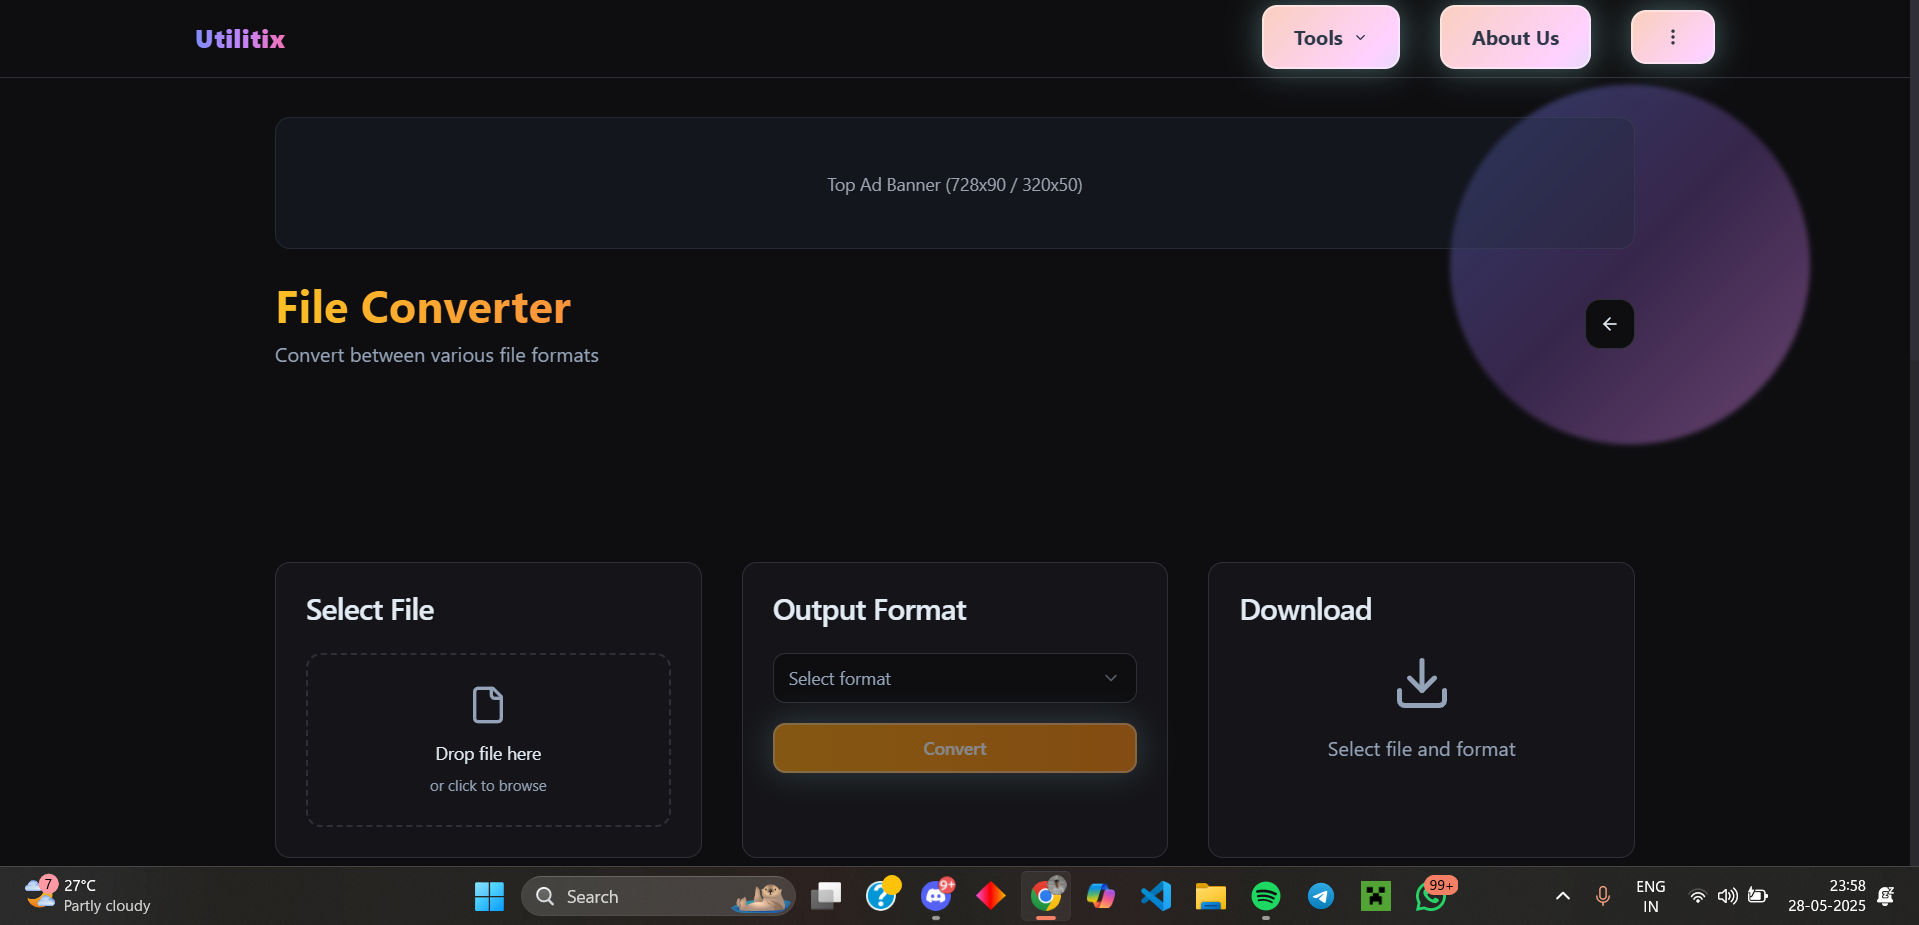 Utilitix
Tools
About Us
Top Ad Banner (728x90 / 320x50)
File Converter
Convert between various file formats
Select File
Drop file here
or click to browse
Output Format
Select format
Convert
Download
Select file and format
7
27°C
Partly cloudy
Search
9+
99+
ENG
IN
23:58
28-05-2025